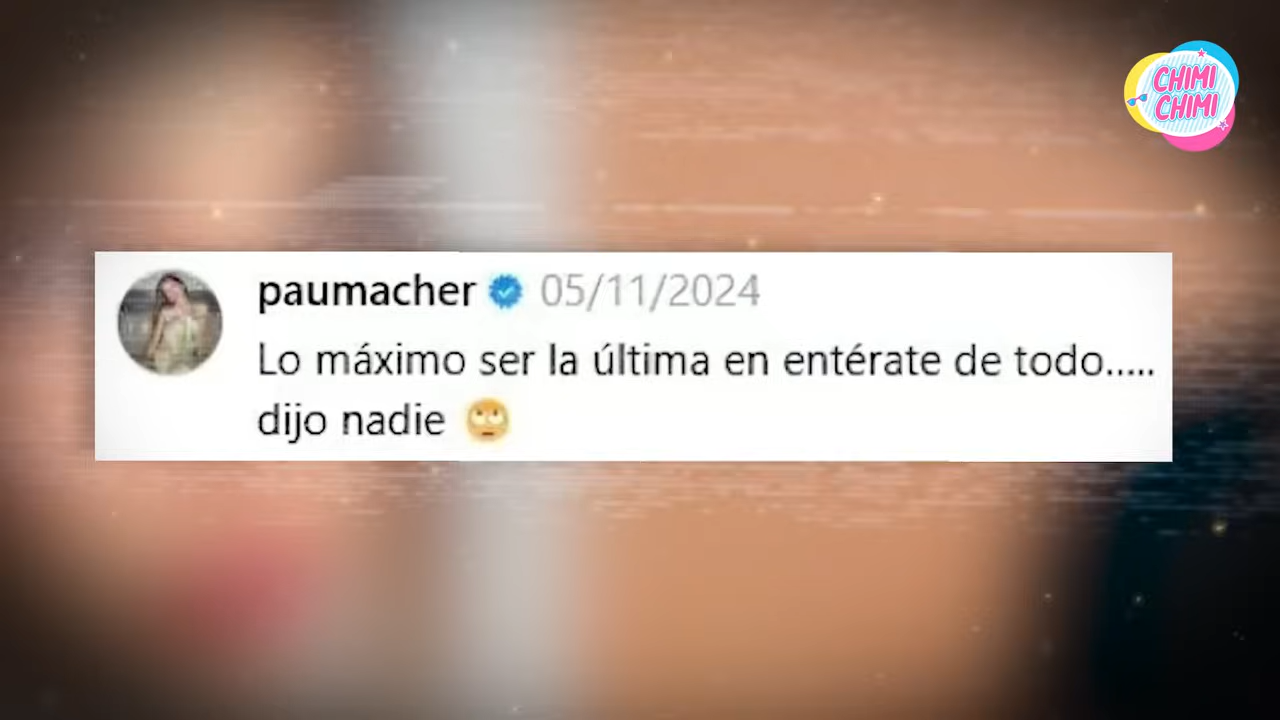 CHIMI
CHIMI
paumacher 05/11/2024
Lo máximo ser la última en entérate de todo.....
dijo nadie 🙄